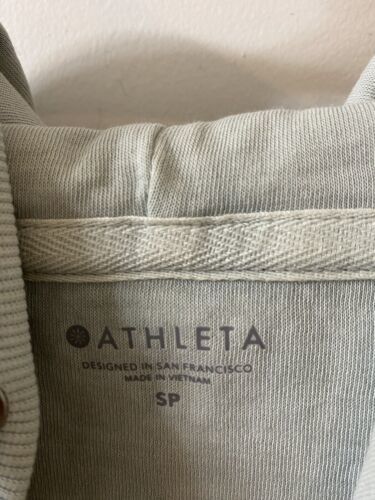 ATHLETA
DESIGNED IN SAN FRANCISCO
MADE IN VIETNAM
SP